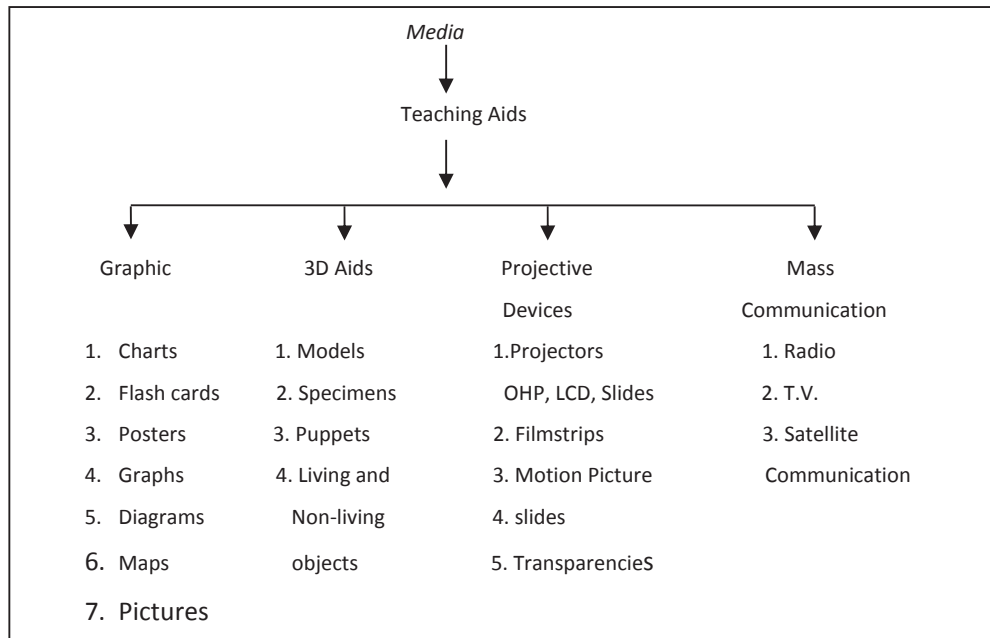 Media
Teaching Aids
Graphic
1. Charts
2. Flash cards
3. Posters
4. Graphs
5. Diagrams
6. Maps
7. Pictures
3D Aids
1. Models
2. Specimens
3. Puppets
4. Living and
Non-living
objects
Projective
Devices
1.Projectors
OHP, LCD, Slides
2. Filmstrips
3. Motion Picture
4. slides
5. Transparencies
Mass
Communication
1. Radio
2. T.V.
3. Satellite
Communication